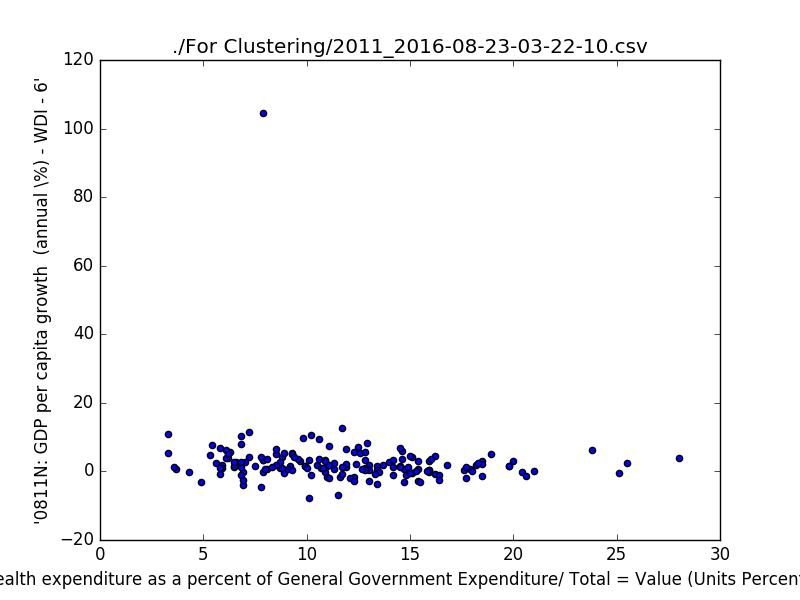 ./For Clustering/2011_2016-08-23-03-22-10.csv
'0811N: GDP per capita growth  (annual \%) - WDI - 6'
120
100
80
60
40
20
0
−20
0 5 10 15 20 25 30
expenditure as a percent of General Government Expenditure/ Total = Value (Units